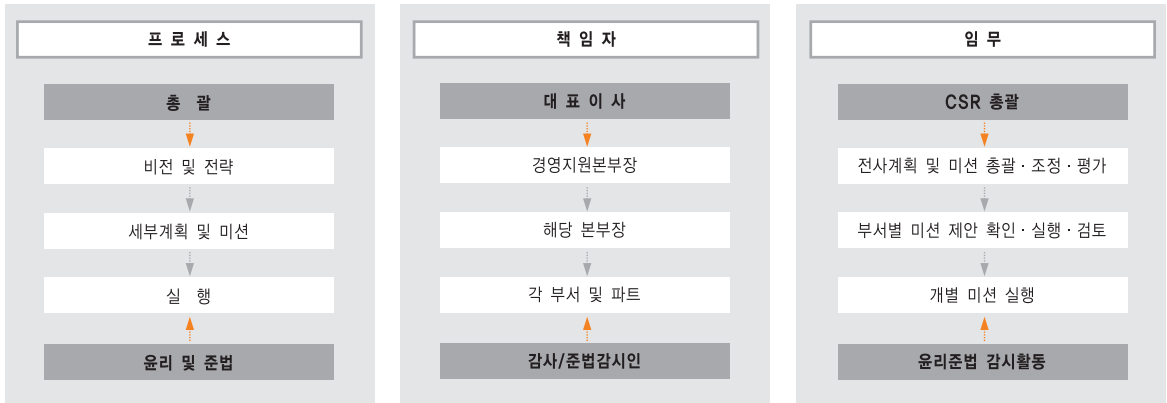 프로세스
총 괄
비전 및 전략
세부계획 및 미션
실 행
윤리 및 준법
책임자
대표이사
경영지원본부장
해당 본부장
각 부서 및 파트
감사/준법감시인
임무
CSR 총괄
전사계획 및 미션 총괄·조정·평가
부서별 미션 제안 확인·실행·검토
개별 미션 실행
윤리준법 감시활동